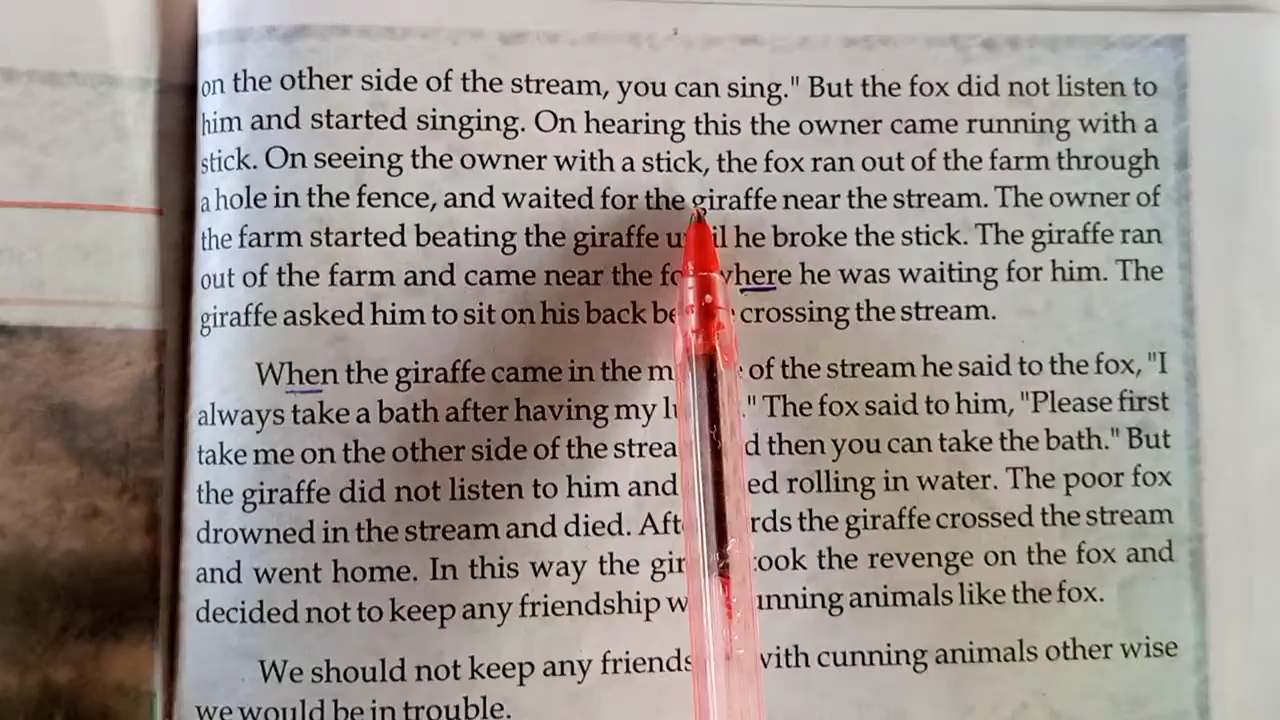 on the other side of the stream, you can sing." But the fox did not listen to
him and started singing. On hearing this the owner came running with a
stick. On seeing the owner with a stick, the fox ran out of the farm through
a hole in the fence, and waited for the giraffe near the stream. The owner of
the farm started beating the giraffe until he broke the stick. The giraffe ran
out of the farm and came near the fox where he was waiting for him. The
giraffe asked him to sit on his back crossing the stream.
When the giraffe came in the of the stream he said to the fox, "I
always take a bath after having my " The fox said to him, "Please first
take me on the other side of the stream then you can take the bath." But
the giraffe did not listen to him and rolling in water. The poor fox
drowned in the stream and died. the giraffe crossed the stream
and went home. In this way the took the revenge on the fox and
decided not to keep any friendship cunning animals like the fox.
We should not keep any with cunning animals other wise
we would be in trouble.